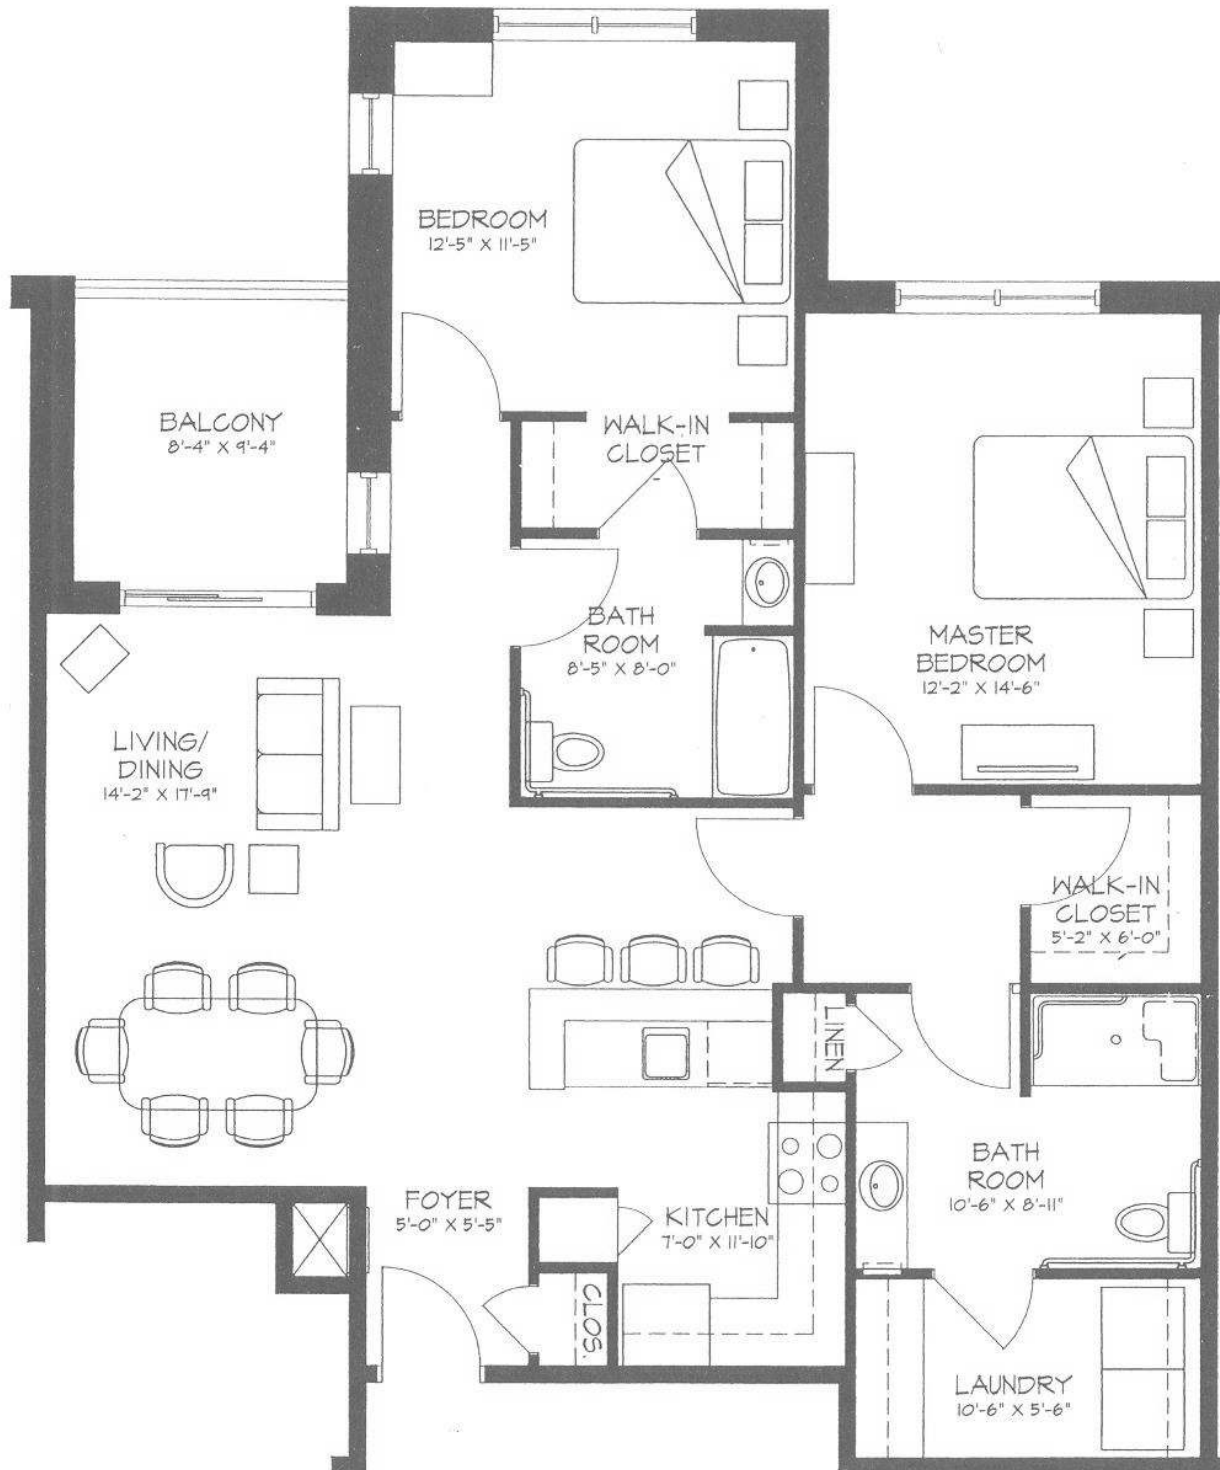 BEDROOM
12'-5" X 11'-5"
BALCONY
8'-4" X 9'-4"
WALK-IN
CLOSET
BATH
ROOM
8'-5" X 8'-0"
MASTER
BEDROOM
12'-2" X 14'-6"
LIVING/
DINING
14'-2" X 17'-9"
WALK-IN
CLOSET
5'-2" X 6'-0"
LINEN
BATH
ROOM
10'-6" X 8'-11"
FOYER
5'-0" X 5'-5"
KITCHEN
7'-0" X 11'-10"
CLOS.
LAUNDRY
10'-6" X 5'-6"